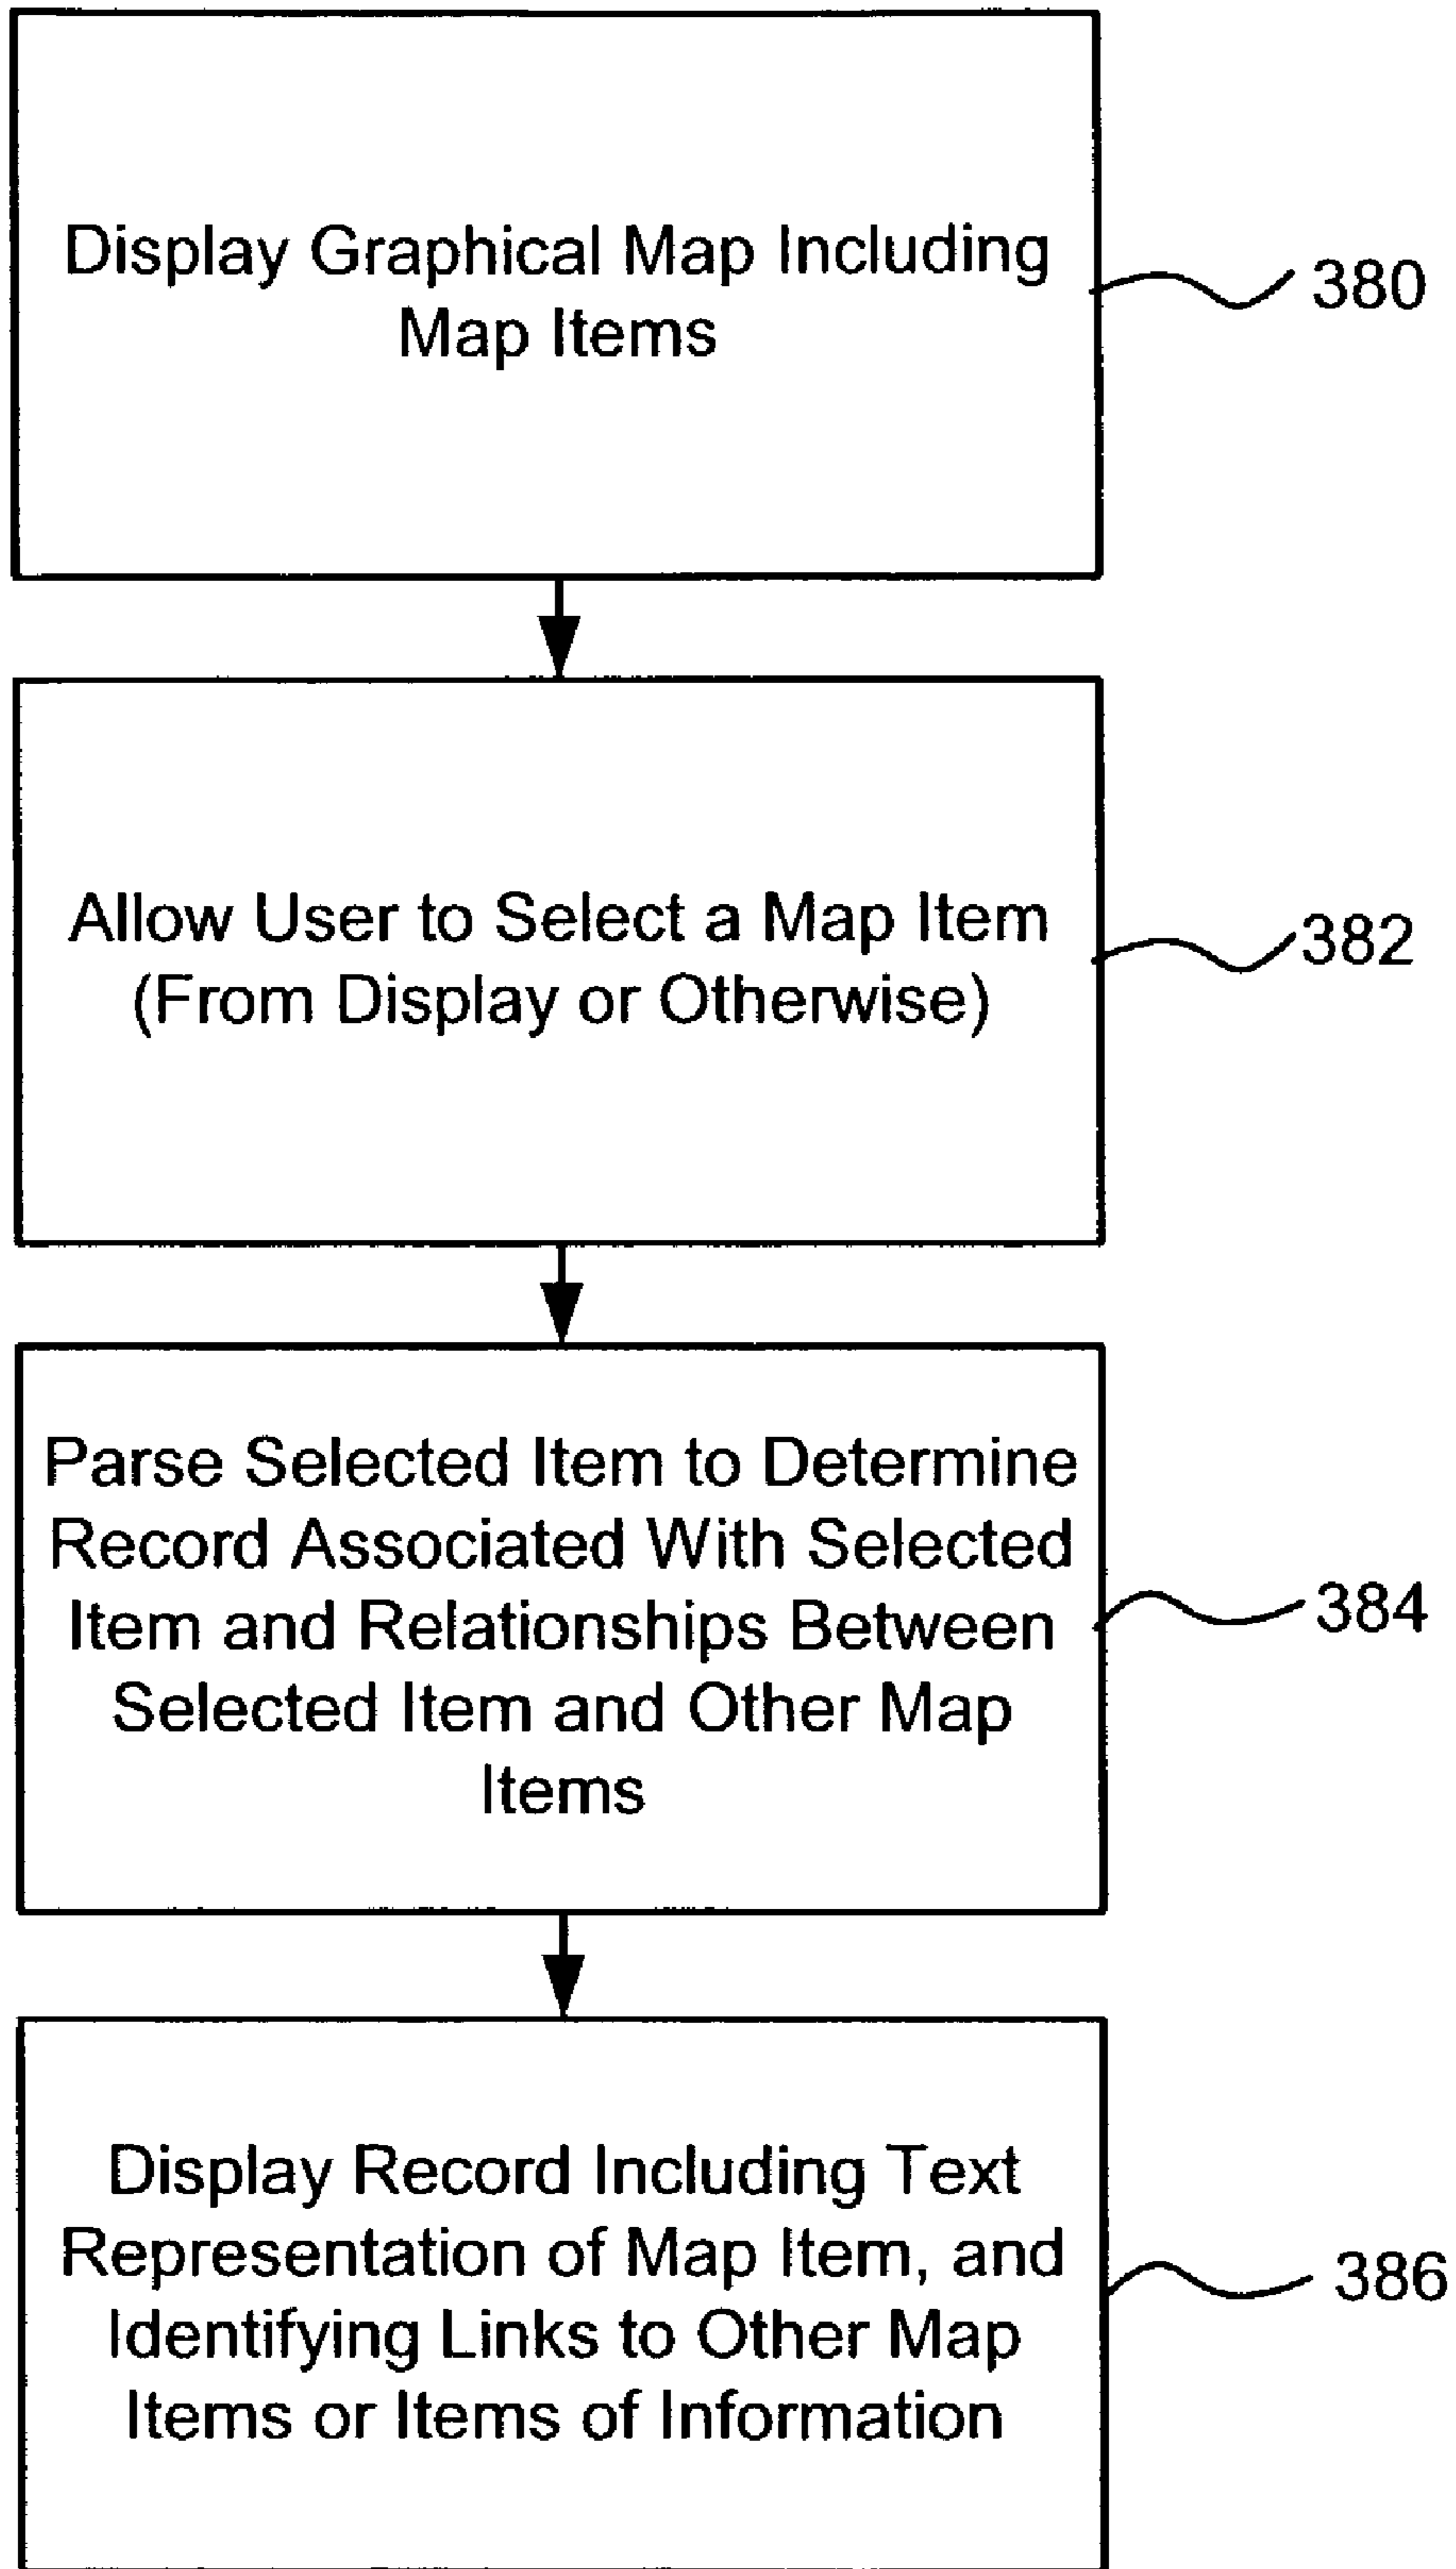 Display Graphical Map Including
Map Items
380
Allow User to Select a Map Item
(From Display or Otherwise)
382
Parse Selected Item to Determine
Record Associated With Selected
Item and Relationships Between
Selected Item and Other Map
Items
384
Display Record Including Text
Representation of Map Item, and
Identifying Links to Other Map
Items or Items of Information
386